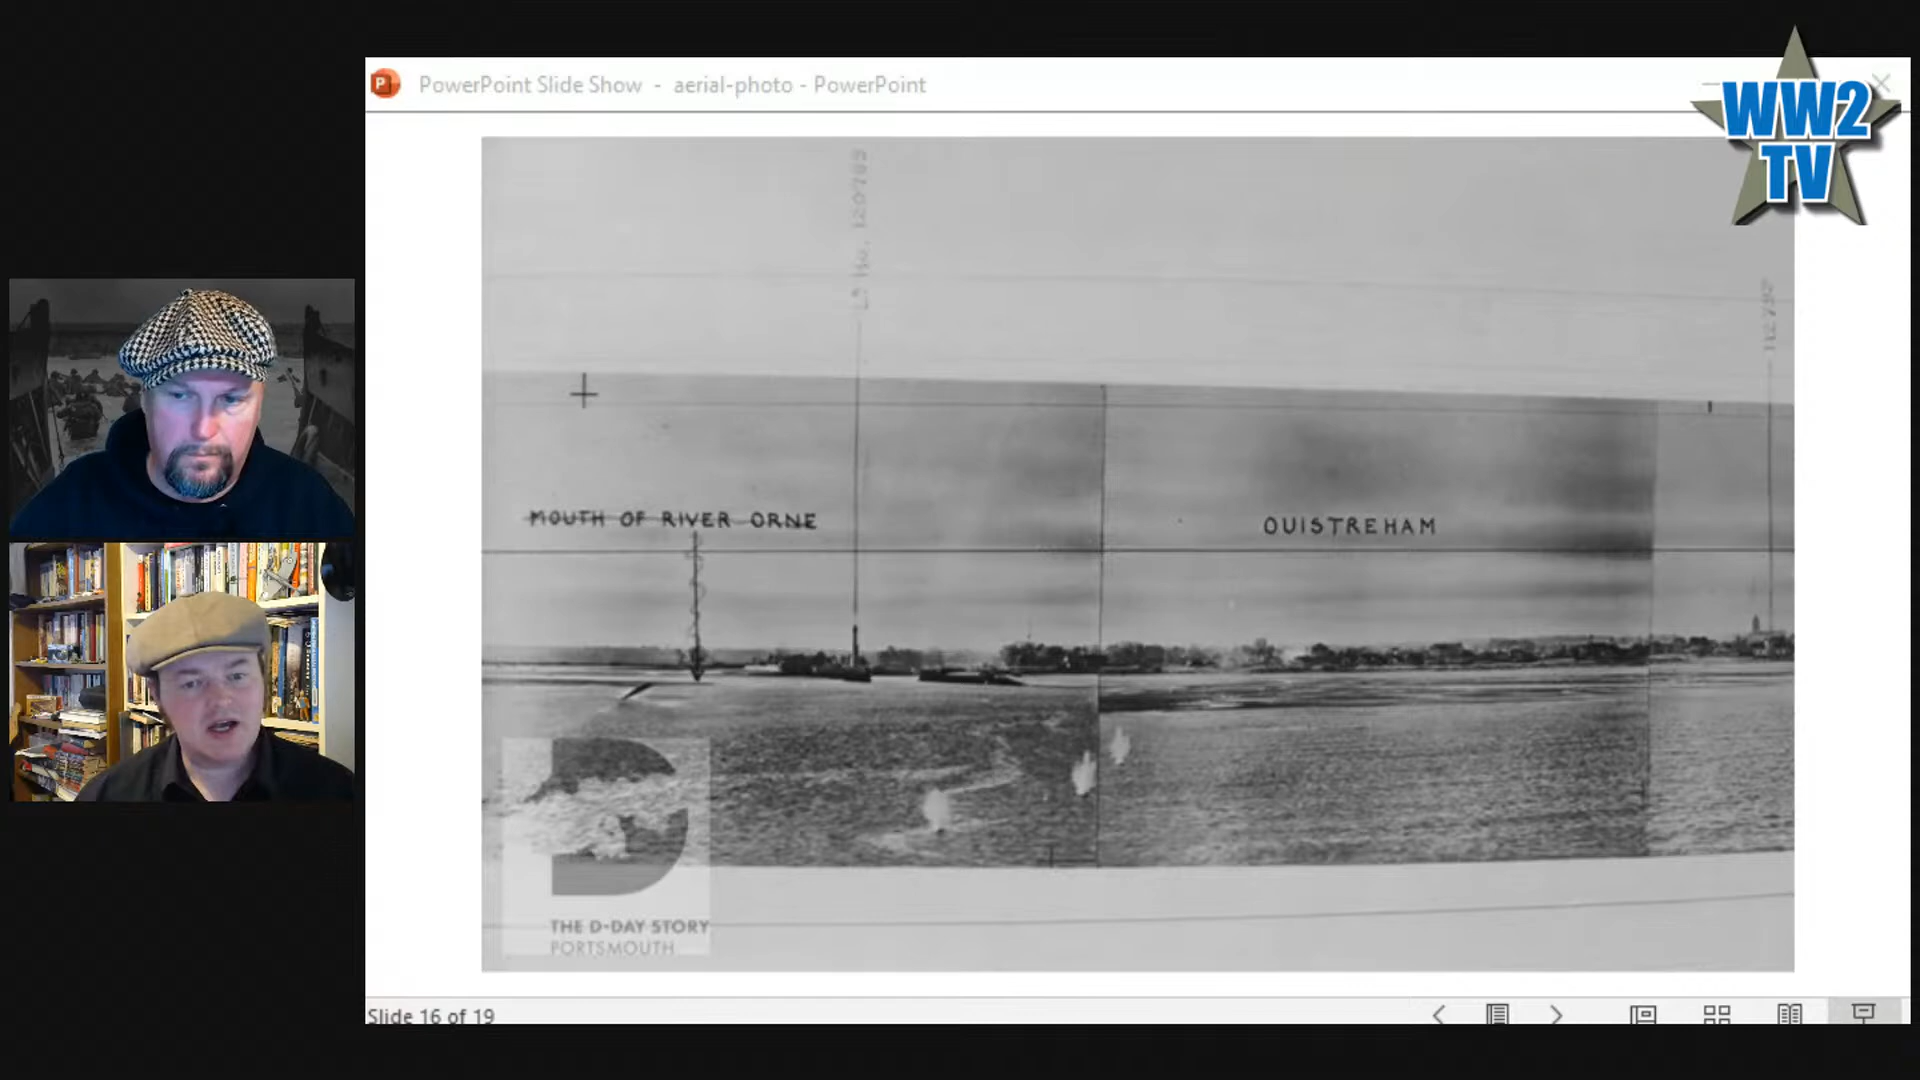 PowerPoint Slide Show - aerial-photo - PowerPoint
WW2
TV
MOUTH OF RIVER ORNE
OUISTREHAM
THE D-DAY STORY
PORTSMOUTH
Slide 16 of 19